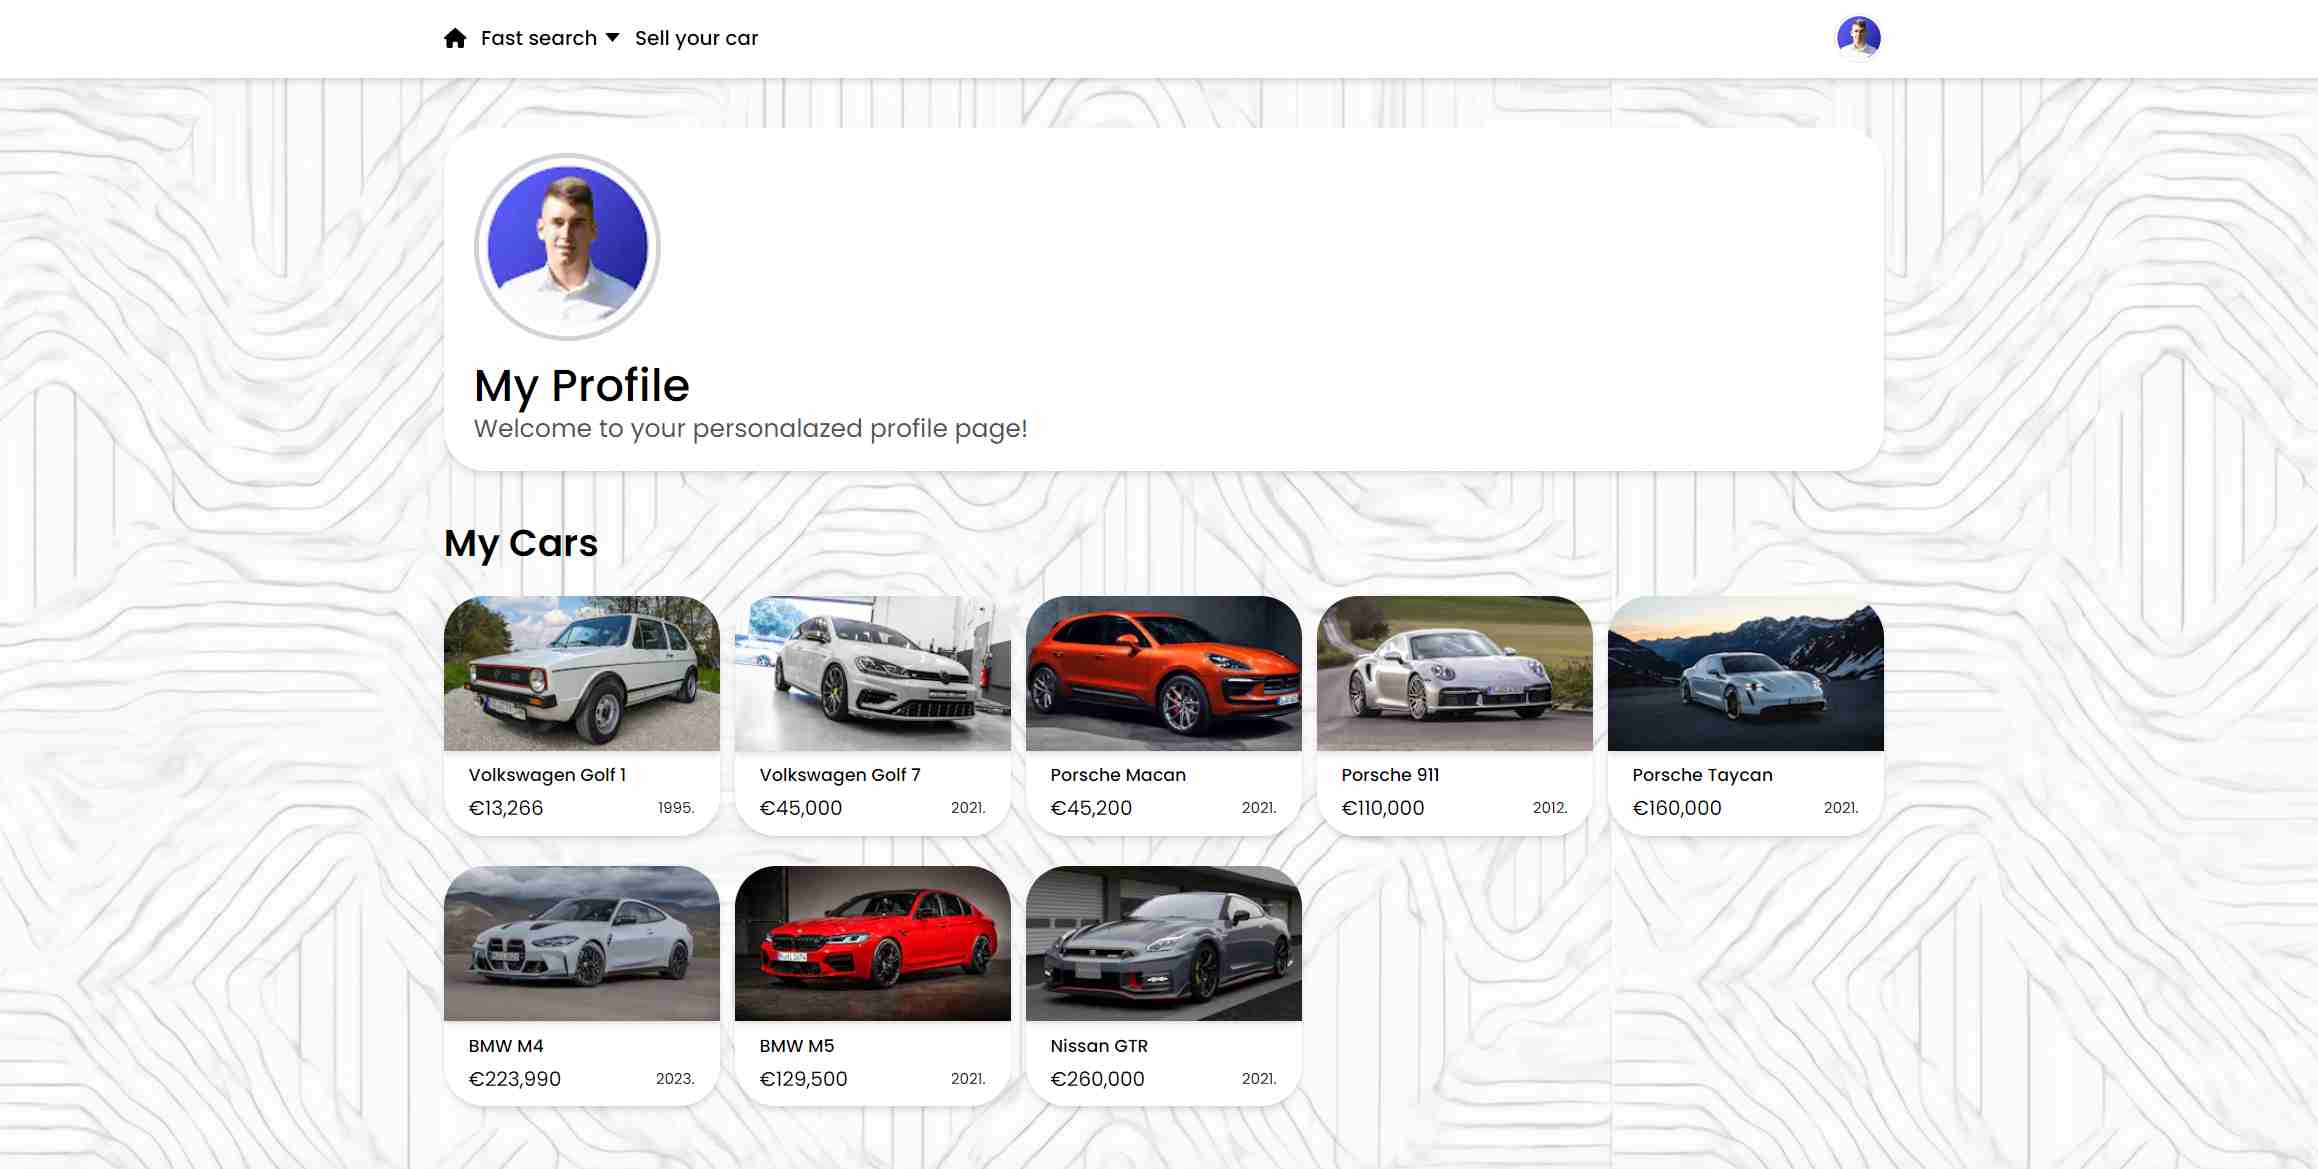 Fast search Sell your car
My Profile
Welcome to your personalazed profile page!
My Cars
Volkswagen Golf 1
€13,266 1995.
Volkswagen Golf 7
€45,000 2021.
Porsche Macan
€45,200 2021.
Porsche 911
€110,000 2012.
Porsche Taycan
€160,000 2021.
BMW M4
€223,990 2023.
BMW M5
€129,500 2021.
Nissan GTR
€260,000 2021.